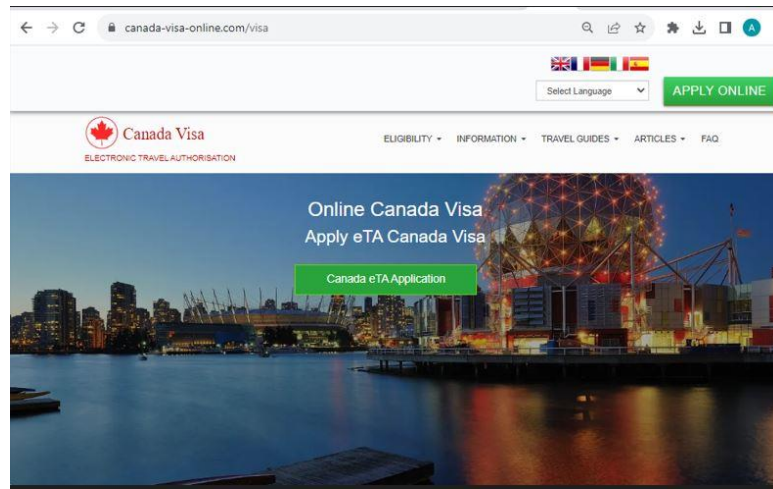 canada-visa-online.com/visa
A
Select Language
APPLY ONLINE
Canada Visa
ELECTRONIC TRAVEL AUTHORISATION
ELIGIBILITY
INFORMATION
TRAVEL GUIDES
ARTICLES
FAQ
Online Canada Visa
Apply eTA Canada Visa
Canada eTA Application